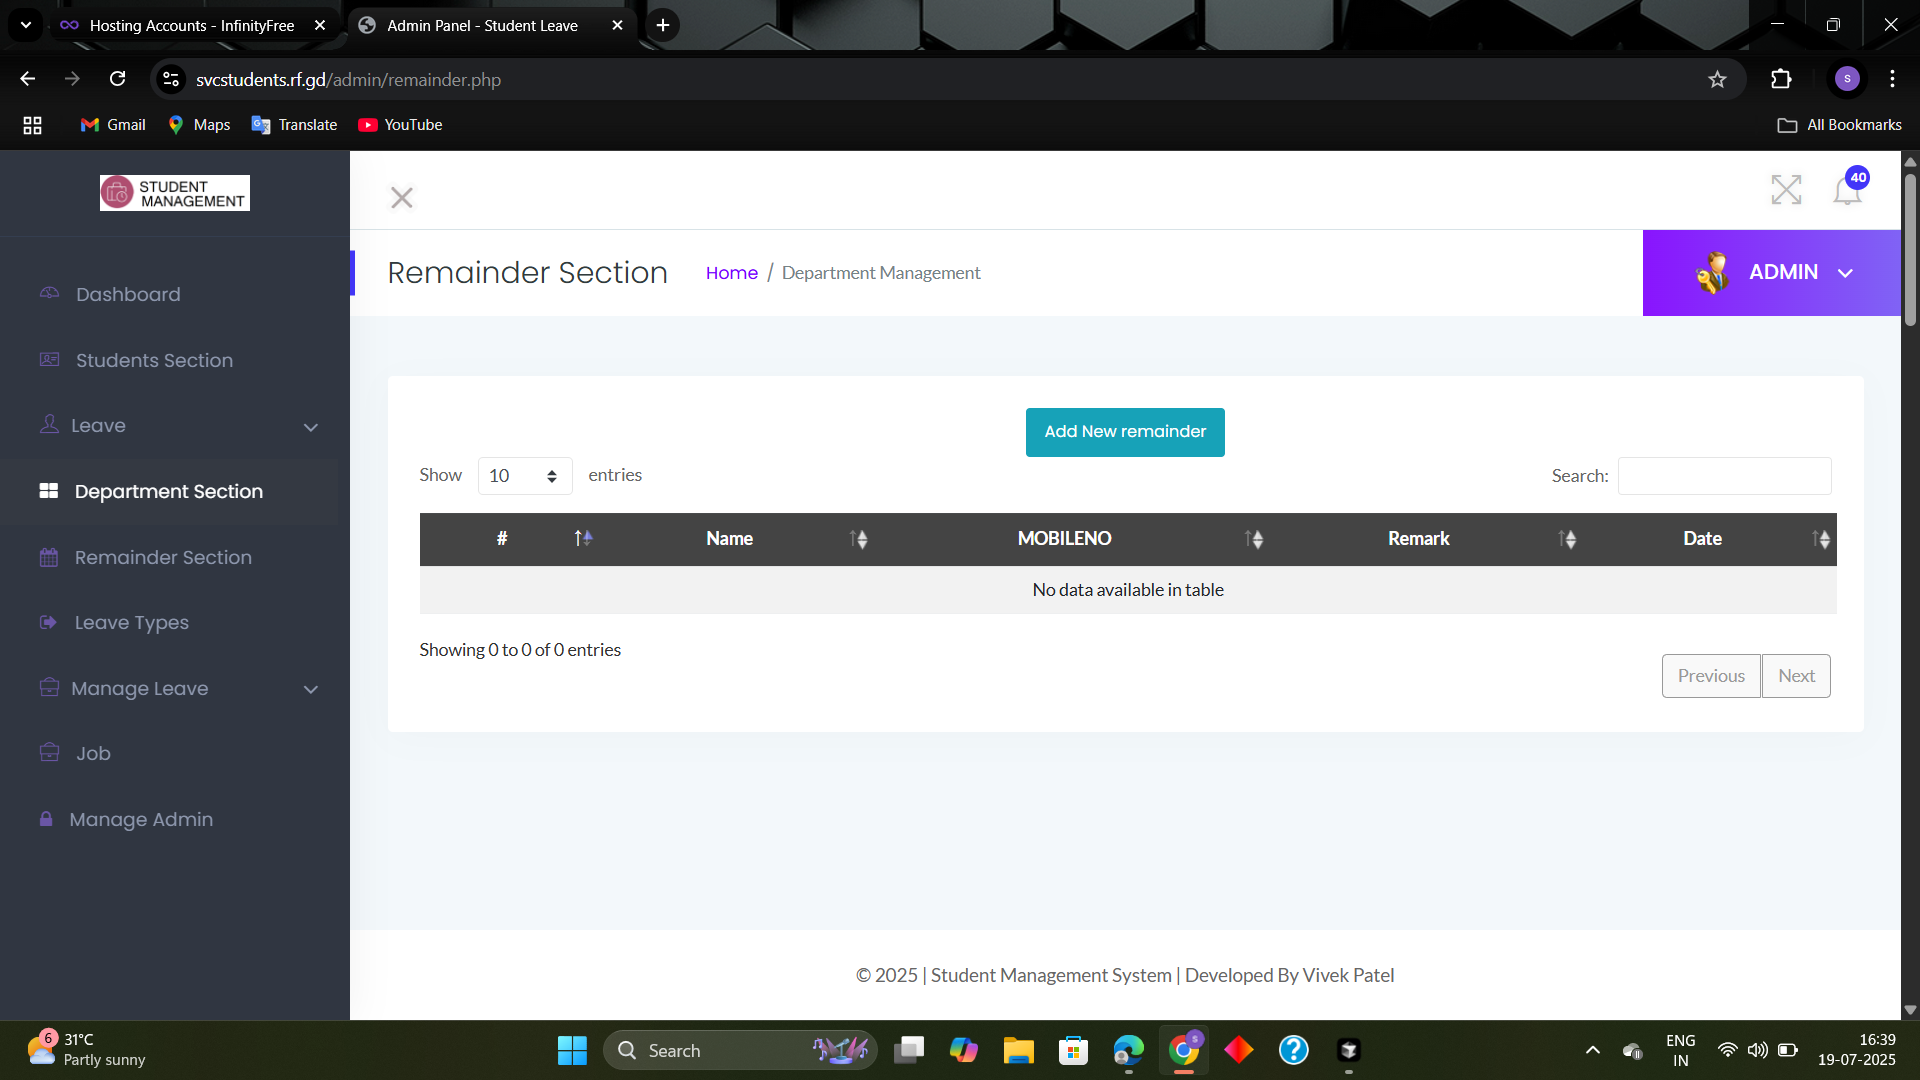 Hosting Accounts - InfinityFree
Admin Panel - Student Leave
svcstudents.rf.gd/admin/remainder.php
S
Gmail
Maps
Translate
YouTube
All Bookmarks
STUDENT
MANAGEMENT
40
Remainder Section
Home / Department Management
ADMIN
Dashboard
Students Section
Leave
Department Section
Remainder Section
Leave Types
Manage Leave
Job
Manage Admin
Add New remainder
Show 10 entries
Search:
# Name MOBILENO Remark Date
No data available in table
Showing 0 to 0 of 0 entries
Previous Next
© 2025 | Student Management System | Developed By Vivek Patel
6
31°C
Partly sunny
Search
S
ENG
IN
16:39
19-07-2025